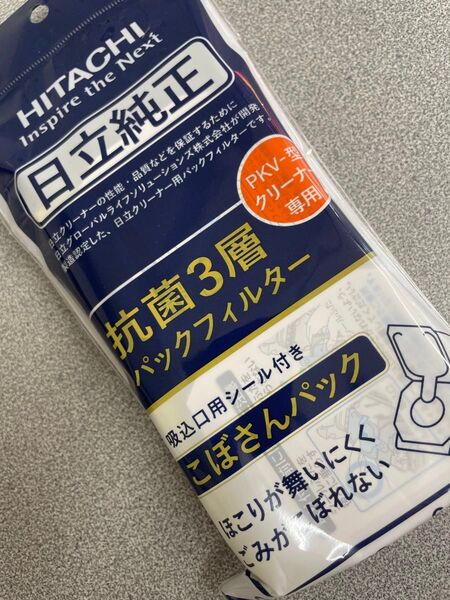 HITACHI
Inspire the Next
日立純正
日立クリーナーの性能・品質などを保証するために
日立グローバルライフソリューションズ株式会社が開発・
製造認定した、日立クリーナー用パックフィルターです。
PKV-型
クリーナー
専用
抗菌3層
パックフィルター
吸込口用シール付き
こぼさんパック
ほこりが舞いにくく
ごみがこぼれない